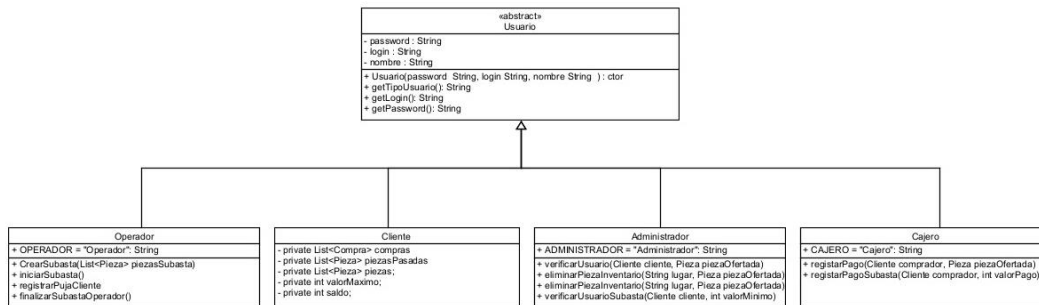 «abstract»
Usuario
- password : String
- login : String
- nombre : String
+ Usuario(password  String, login String, nombre String  ) : ctor
+ getTipoUsuario(): String
+ getLogin(): String
+ getPassword(): String
Operador
+ OPERADOR = "Operador": String
+ CrearSubasta(List<Pieza> piezasSubasta)
+ iniciarSubasta()
+ registrarPujaCliente
+ finalizarSubastaOperador()
Cliente
- private List<Compra> compras
- private List<Pieza> piezasPasadas
- private List<Pieza> piezas;
- private int valorMaximo;
- private int saldo;
Administrador
+ ADMINISTRADOR = "Administrador": String
+ verificarUsuario(Cliente cliente, Pieza piezaOfertada)
+ eliminarPiezaInventario(String lugar, Pieza piezaOfertada)
+ eliminarPiezaInventario(String lugar, Pieza piezaOfertada)
+ verificarUsuarioSubasta(Cliente cliente, int valorMinimo)
Cajero
+ CAJERO = "Cajero": String
+ registarPago(Cliente comprador, Pieza piezaOfertada)
+ registarPagoSubasta(Cliente comprador, int valorPago)